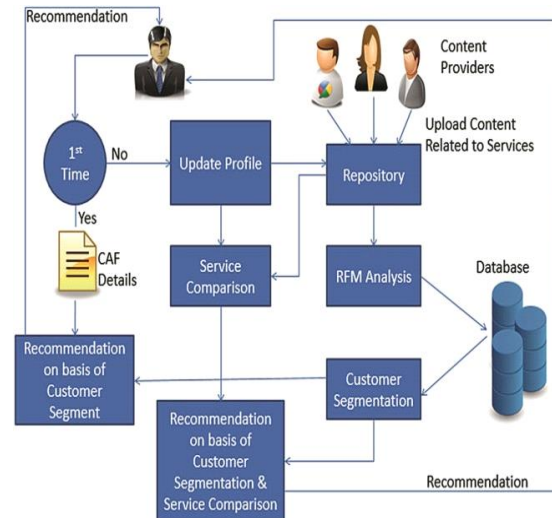 Recommendation
Content
Providers
Upload Content
Related to Services
1st
Time
No
Update Profile
Repository
Yes
CAF
Details
Service
Comparison
RFM Analysis
Database
Recommendation
on basis of
Customer
Segment
Customer
Segmentation
Recommendation
on basis of
Customer
Segmentation &
Service Comparison
Recommendation